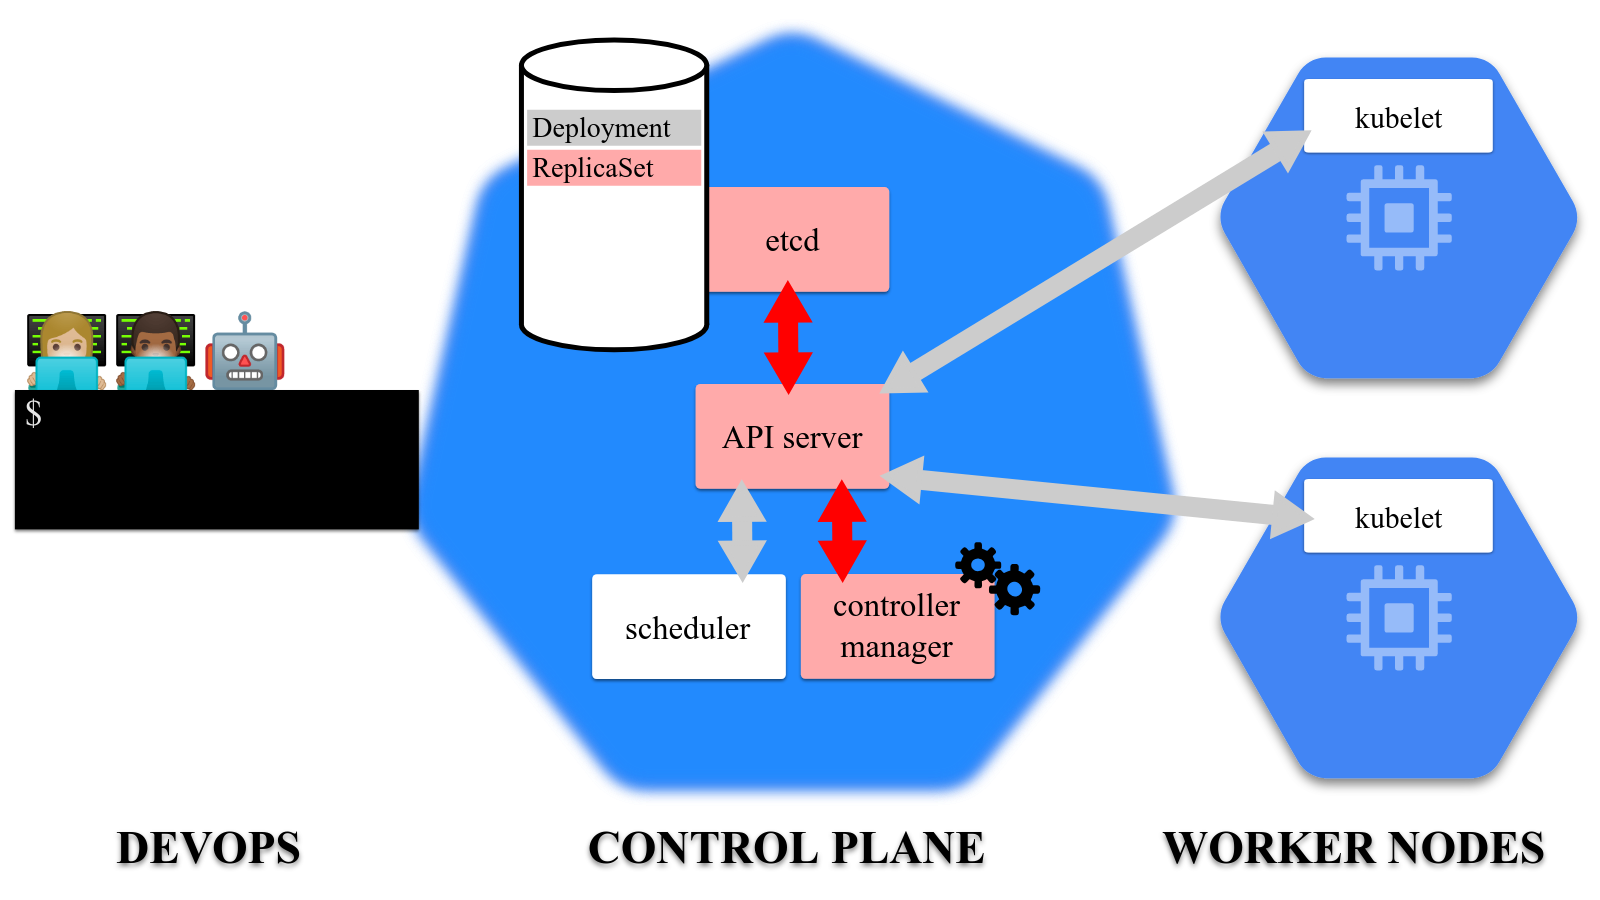 Deployment
ReplicaSet
etcd
kubelet
$
API server
kubelet
scheduler
controller
manager
DEVOPS
CONTROL PLANE
WORKER NODES